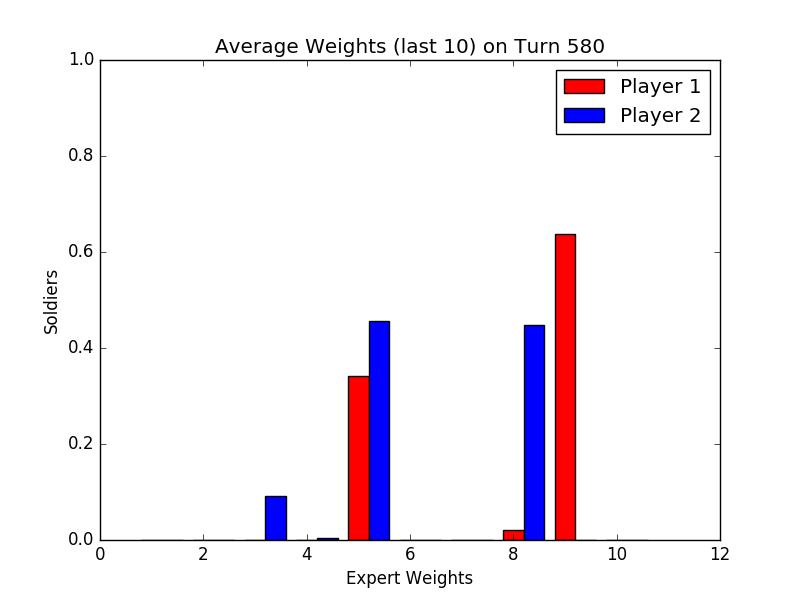 Average Weights (last 10) on Turn 580
Player 1
Player 2
1.0
0.8
0.6
0.4
0.2
0.0
Soldiers
0 2 4 6 8 10 12
Expert Weights